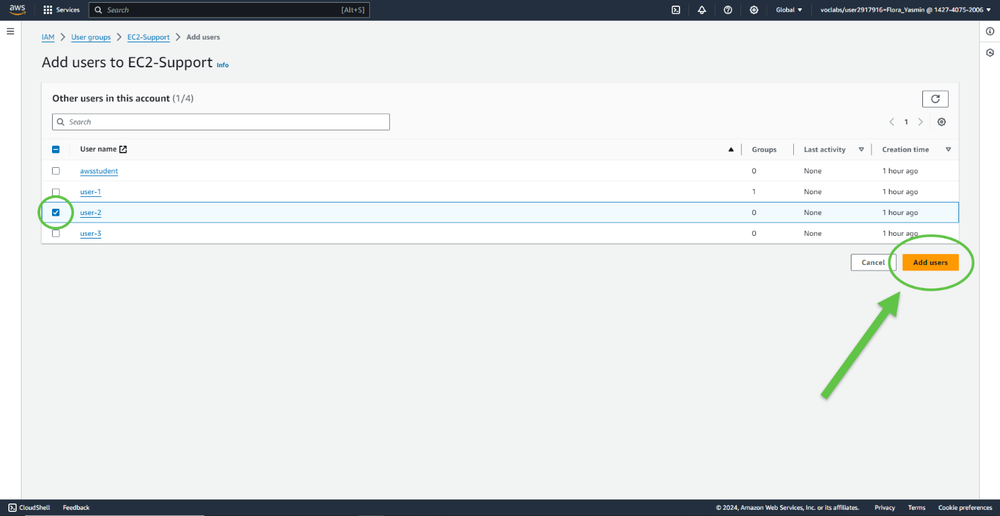 aws Services Search [Alt+S] Global voclabs/user2917916=Flora_Yasmin @ 1427-4075-2006
IAM User groups EC2-Support Add users
Add users to EC2-Support Info
Other users in this account (1/4)
Search 1
User name Groups Last activity Creation time
awsstudent 0 None 1 hour ago
user-1 1 None 1 hour ago
user-2 0 None 1 hour ago
user-3 0 None 1 hour ago
Cancel Add users
CloudShell Feedback © 2024, Amazon Web Services, Inc. or its affiliates. Privacy Terms Cookie preferences